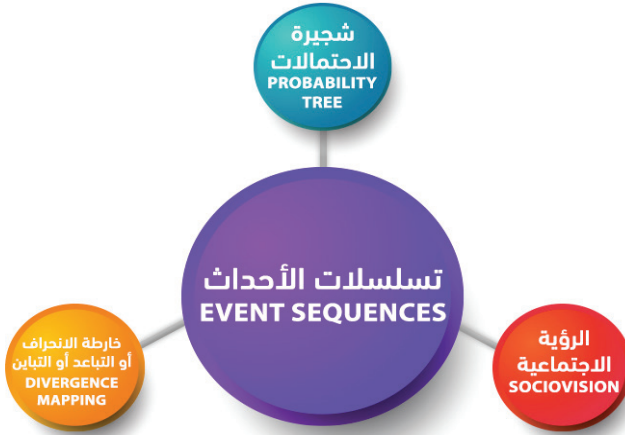 شجيرة
الاحتمالات
PROBABILITY
TREE
تسلسلات الأحداث
EVENT SEQUENCES
خارطة الانحراف
أو التباعد أو التباين
DIVERGENCE
MAPPING
الرؤية
الاجتماعية
SOCIOVISION